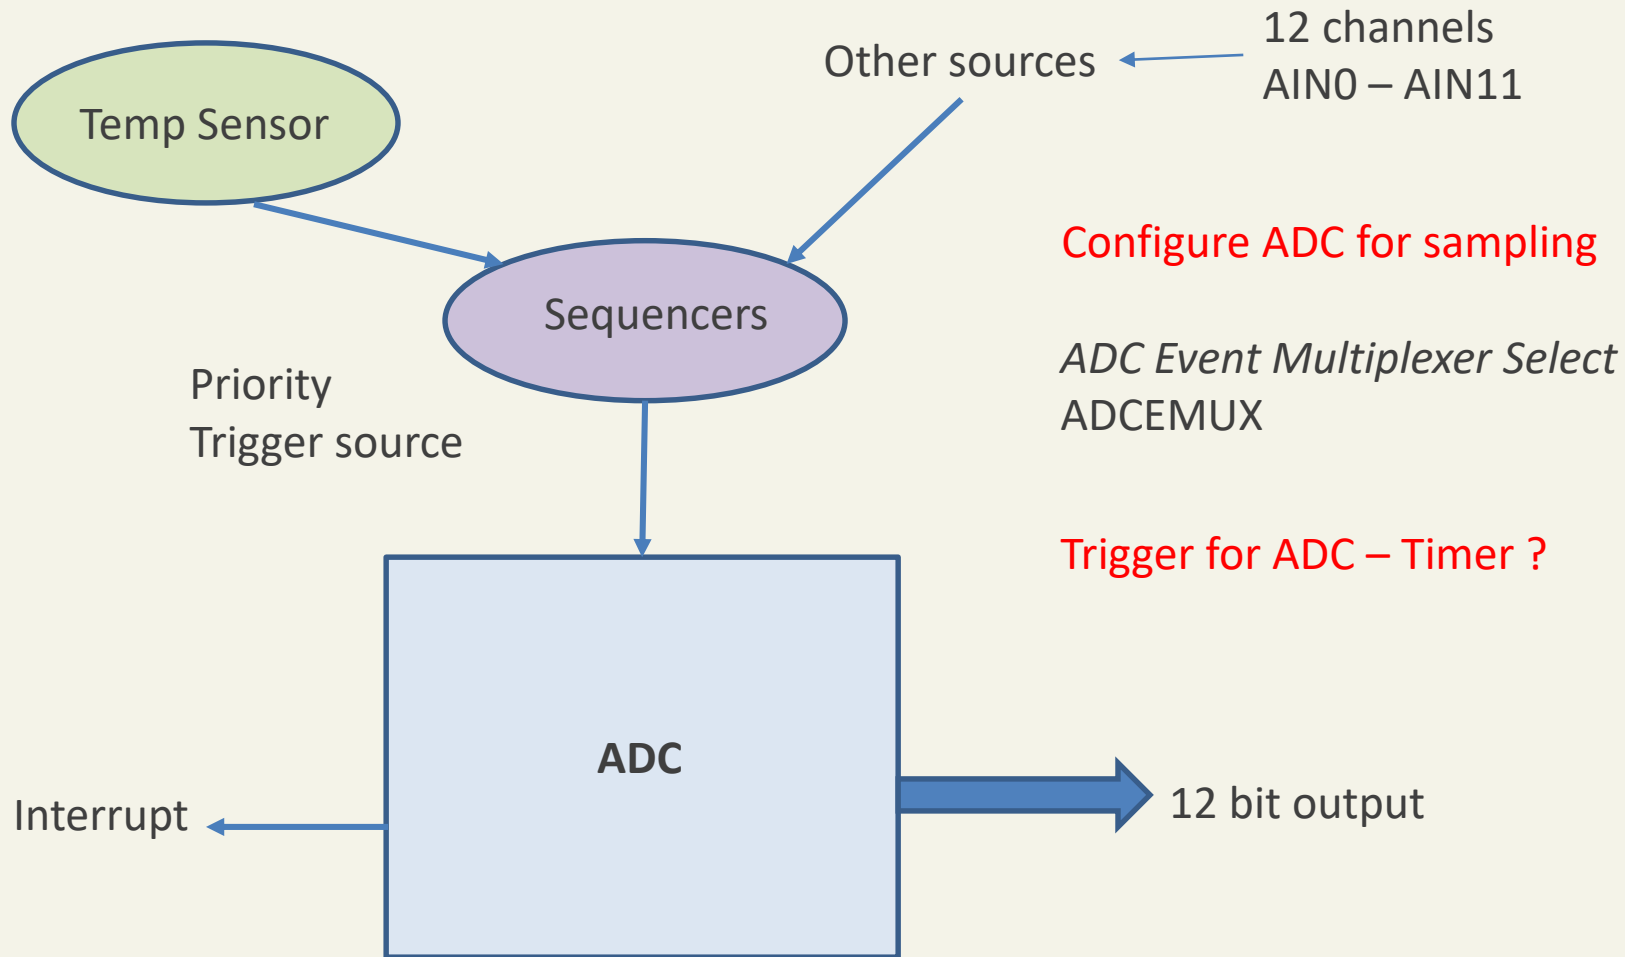 12 channels
AIN0 – AIN11
Other sources
Temp Sensor
Configure ADC for sampling
Sequencers
ADC Event Multiplexer Select
ADCEMUX
Priority
Trigger source
Trigger for ADC – Timer ?
ADC
Interrupt
12 bit output